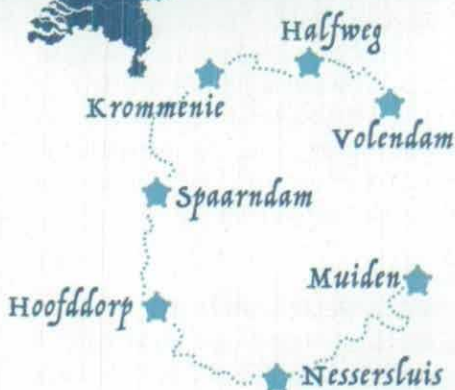 Halfweg
Krommenie
Volendam
Spaarndam
Muiden
Hoofddorp
Nessersluis